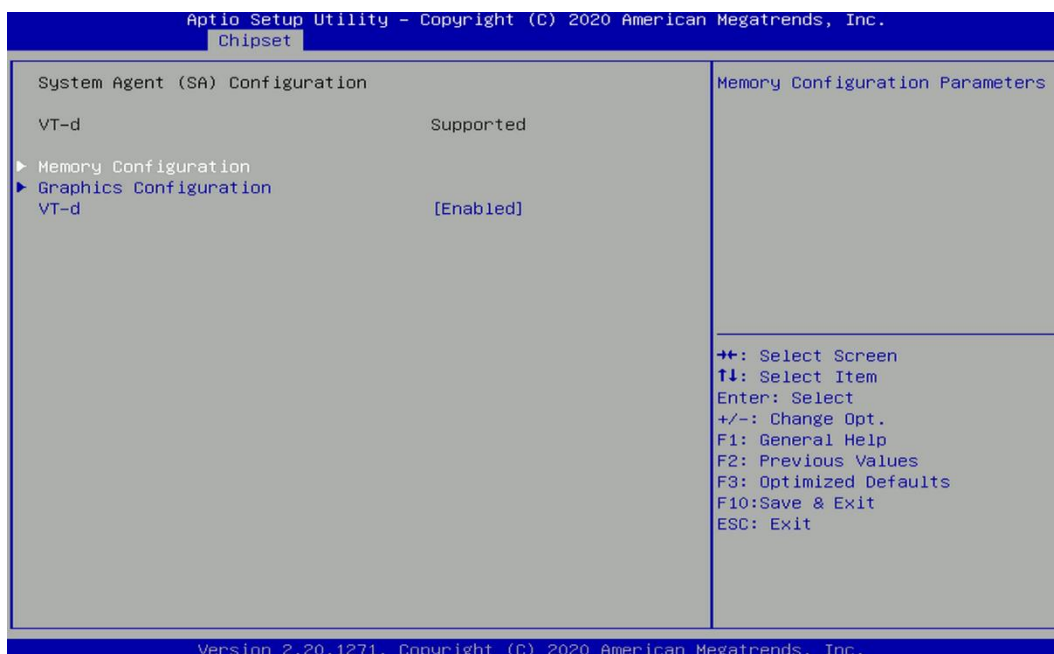 Aptio Setup Utility – Copyright (C) 2020 American Megatrends, Inc.
Chipset
System Agent (SA) Configuration
VT-d Supported
▶ Memory Configuration
▶ Graphics Configuration
VT-d [Enabled]
Memory Configuration Parameters
→←: Select Screen
↑↓: Select Item
Enter: Select
+/-: Change Opt.
F1: General Help
F2: Previous Values
F3: Optimized Defaults
F10:Save & Exit
ESC: Exit
Version 2.20.1271. Copyright (C) 2020 American Megatrends, Inc.